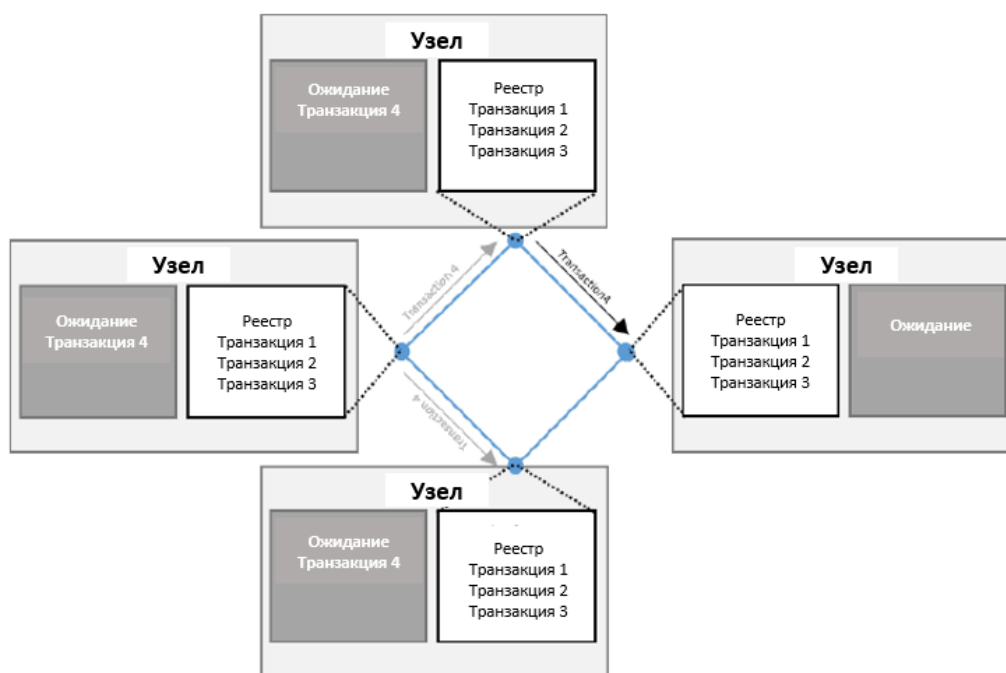 Узел
Ожидание
Транзакция 4
Реестр
Транзакция 1
Транзакция 2
Транзакция 3
Узел
Ожидание
Транзакция 4
Реестр
Транзакция 1
Транзакция 2
Транзакция 3
Transaction 4
Transaction4
Transaction 4
Узел
Реестр
Транзакция 1
Транзакция 2
Транзакция 3
Ожидание
Узел
Ожидание
Транзакция 4
Реестр
Транзакция 1
Транзакция 2
Транзакция 3